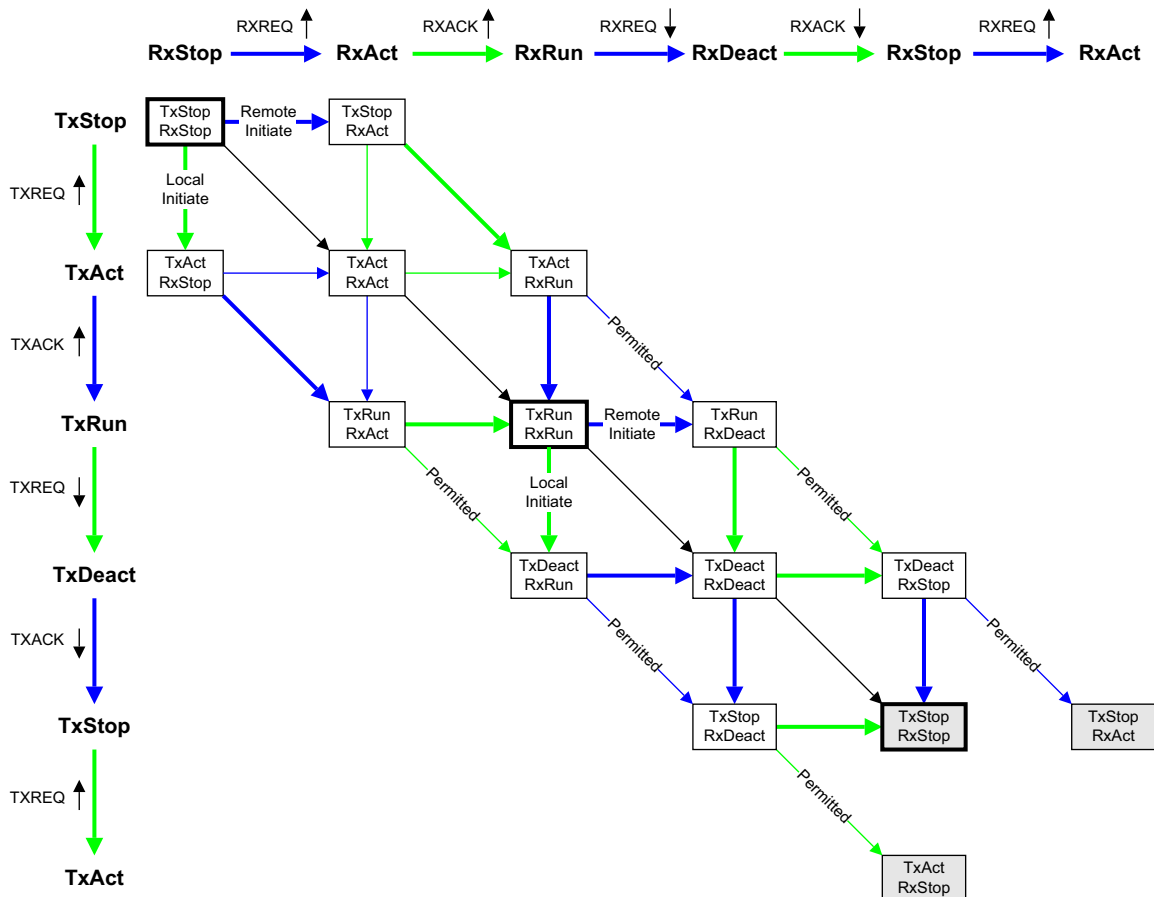 RXREQ
RXACK
RXREQ
RXACK
RXREQ
RxStop
RxAct
RxRun
RxDeact
RxStop
RxAct
TxStop
TxStop
RxStop
Remote
Initiate
TxStop
RxAct
TXREQ
Local
Initiate
TxAct
TxAct
RxStop
TxAct
RxAct
TxAct
RxRun
TXACK
Permitted
TxRun
TxRun
RxAct
TxRun
RxRun
Remote
Initiate
TxRun
RxDeact
TXREQ
Permitted
Local
Initiate
Permitted
TxDeact
TxDeact
RxRun
TxDeact
RxDeact
TxDeact
RxStop
TXACK
Permitted
Permitted
TxStop
TxStop
RxDeact
TxStop
RxStop
TxStop
RxAct
TXREQ
Permitted
TxAct
TxAct
RxStop